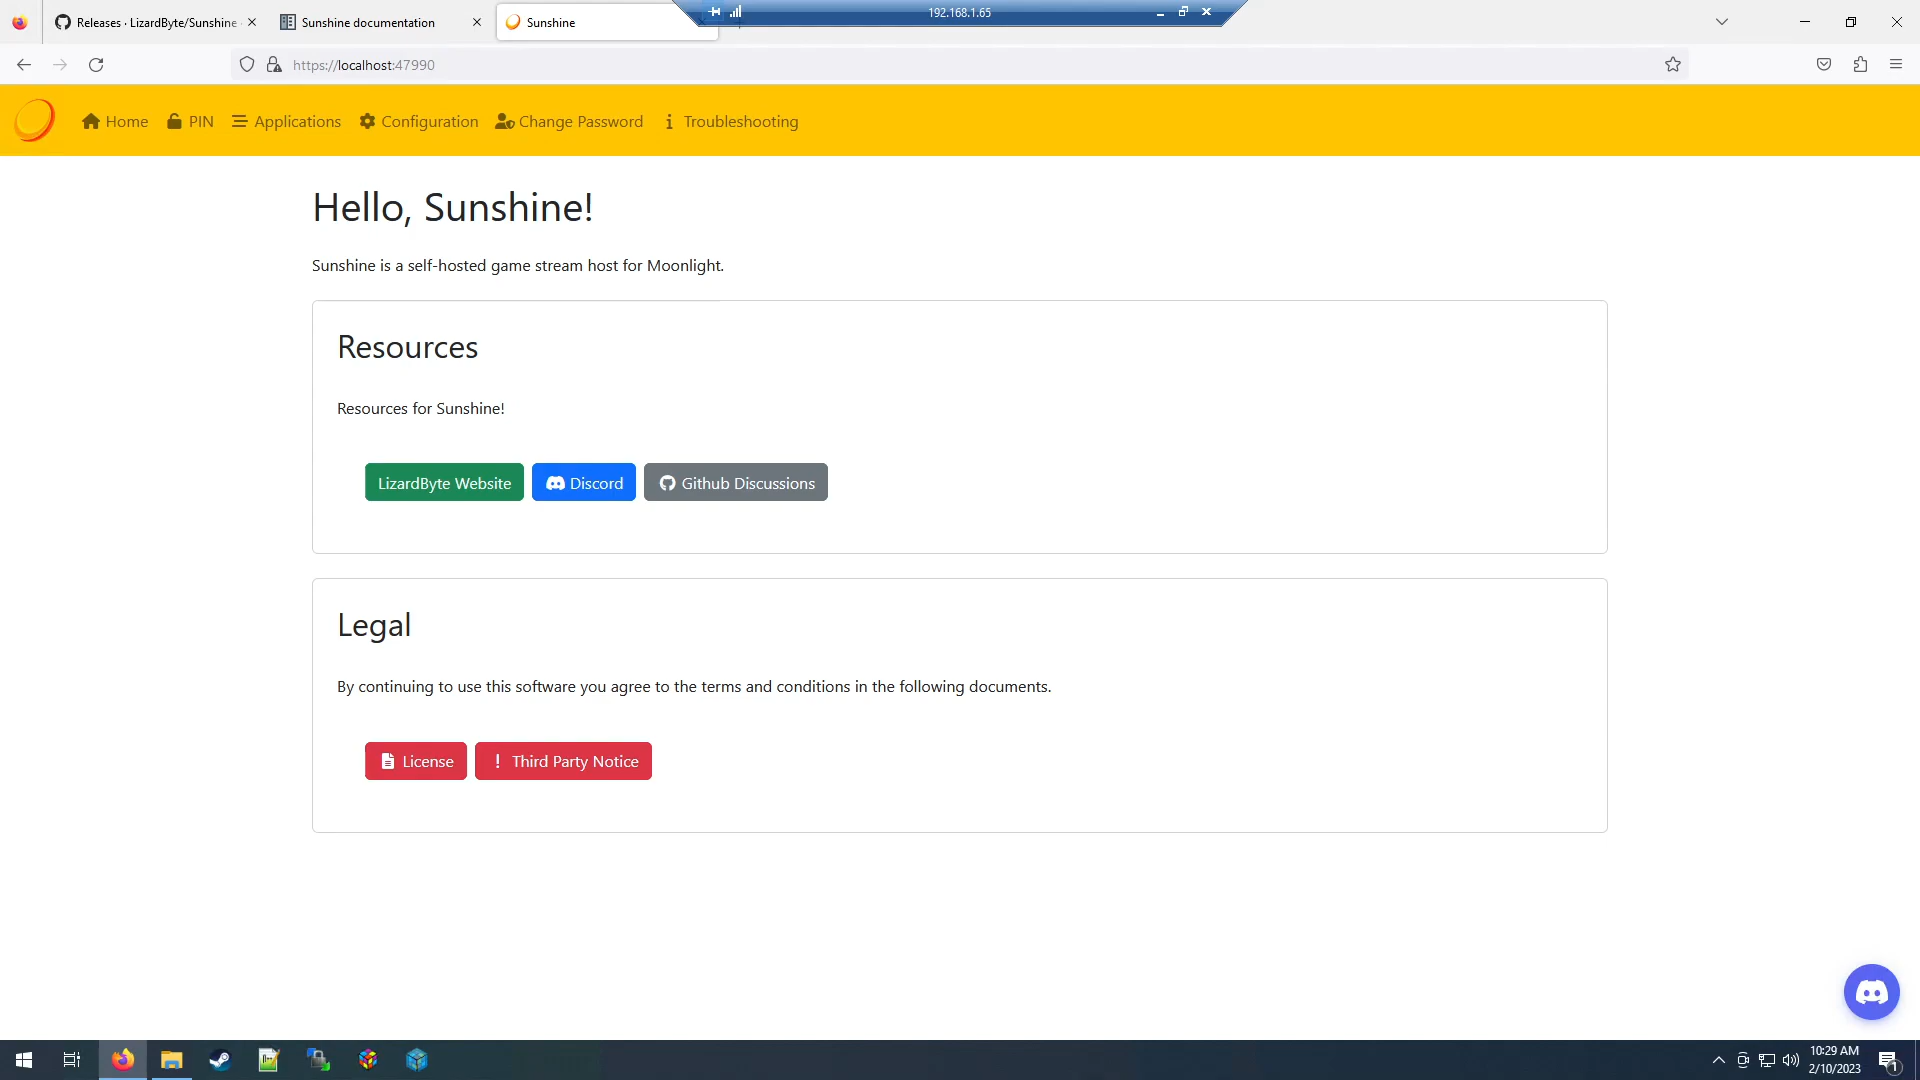 Releases · LizardByte/Sunshine
Sunshine documentation
Sunshine
192.168.1.65
https://localhost:47990
Home
PIN
Applications
Configuration
Change Password
Troubleshooting
Hello, Sunshine!
Sunshine is a self-hosted game stream host for Moonlight.
Resources
Resources for Sunshine!
LizardByte Website
Discord
Github Discussions
Legal
By continuing to use this software you agree to the terms and conditions in the following documents.
License
Third Party Notice
10:29 AM
2/10/2023
1